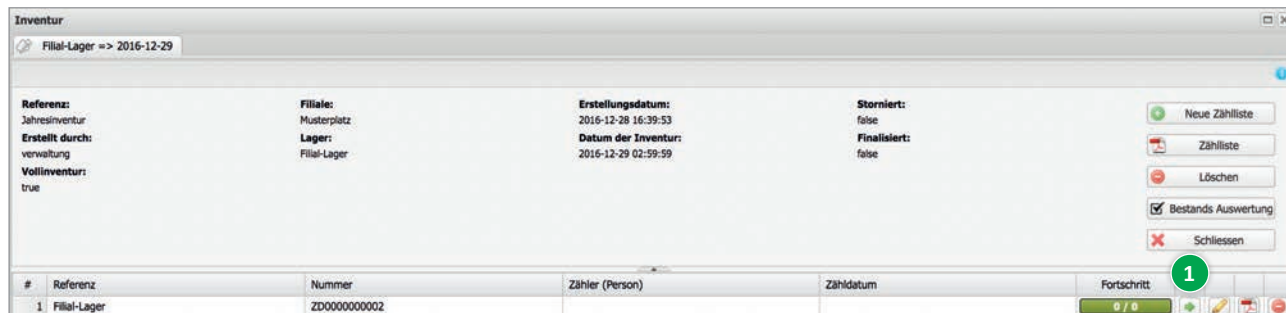 Inventur
Filial-Lager => 2016-12-29
Referenz: Filiale: Erstellungsdatum: Storniert:
Jahresinventur Musterplatz 2016-12-28 16:39:53 false
Erstellt durch: Lager: Datum der Inventur: Finalisiert:
verwaltung Filial-Lager 2016-12-29 02:59:59 false
Vollinventur:
true
Neue Zählliste
Zählliste
Löschen
Bestands Auswertung
Schliessen
1
# Referenz Nummer Zähler (Person) Zähldatum Fortschritt
1 Filial-Lager ZD0000000002 0 / 0